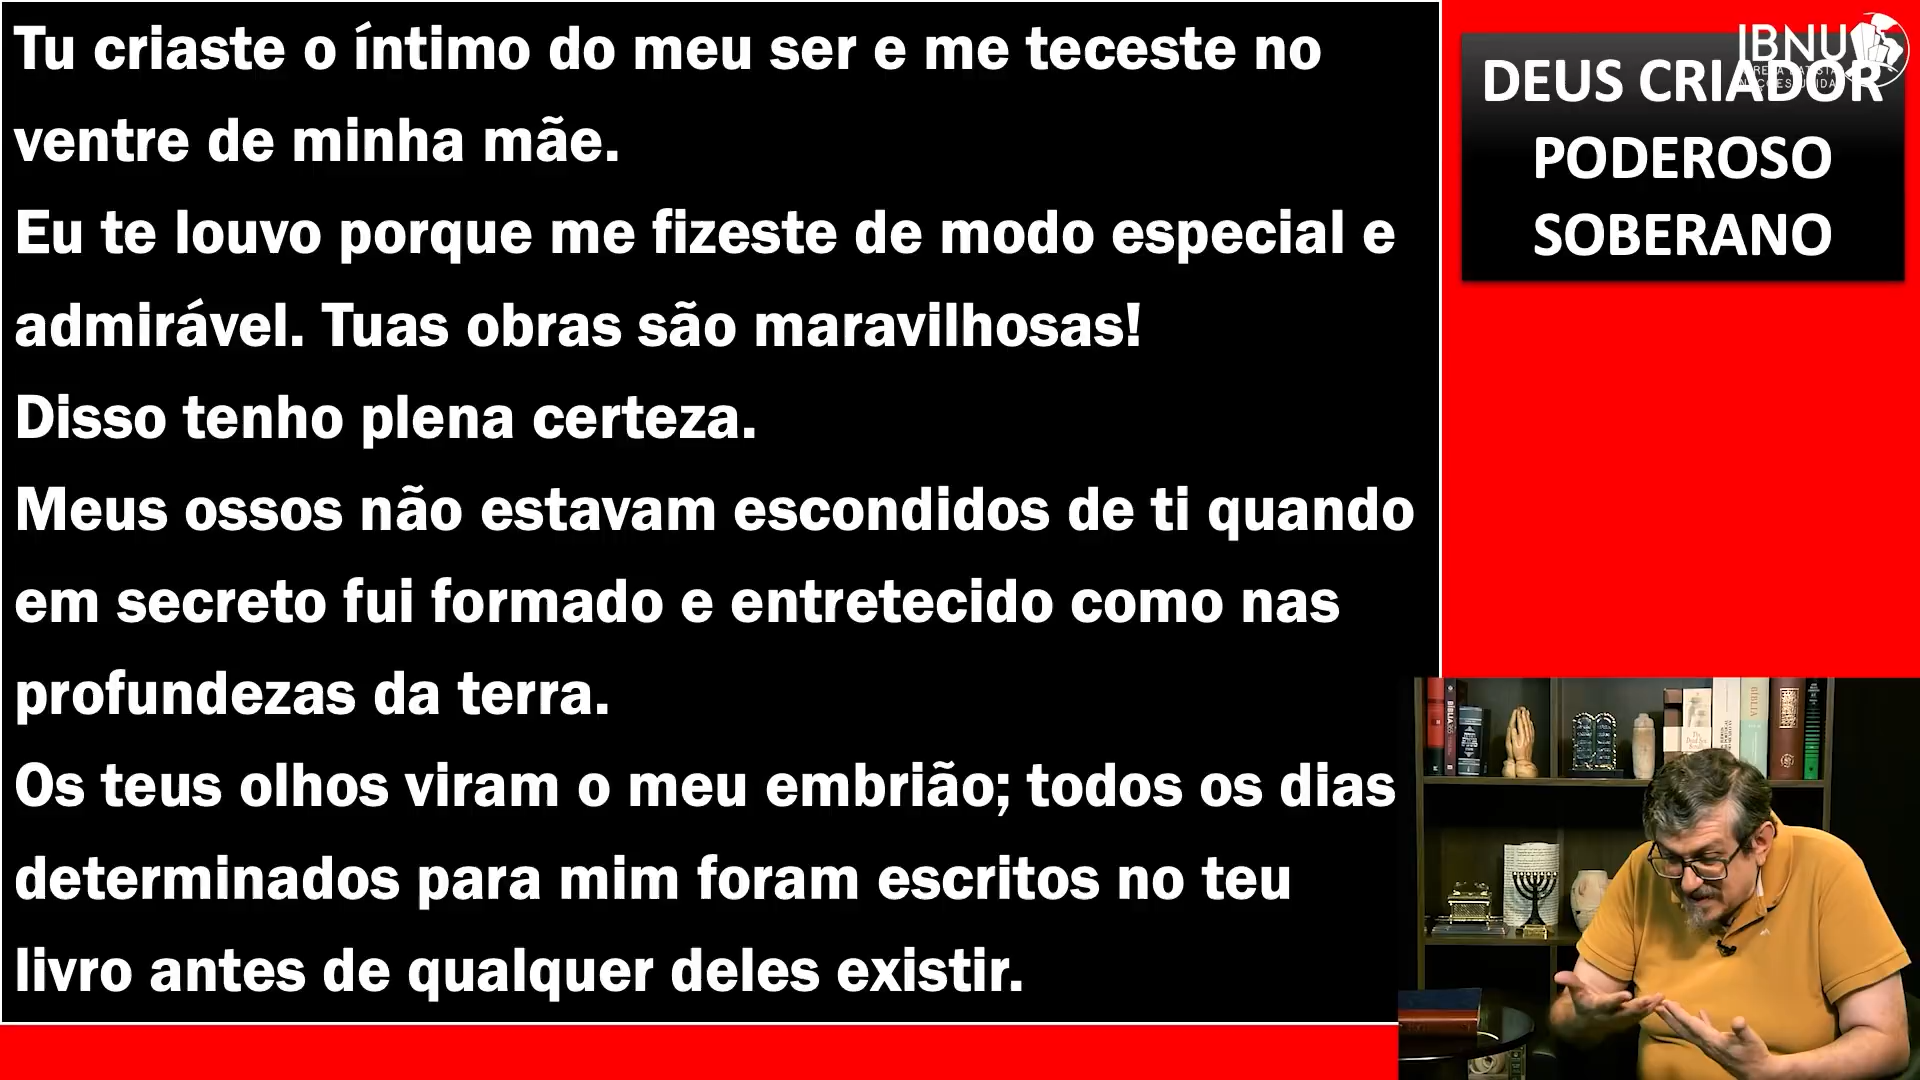 Tu criaste o íntimo do meu ser e me teceste no
ventre de minha mãe.
Eu te louvo porque me fizeste de modo especial e
admirável. Tuas obras são maravilhosas!
Disso tenho plena certeza.
Meus ossos não estavam escondidos de ti quando
em secreto fui formado e entretecido como nas
profundezas da terra.
Os teus olhos viram o meu embrião; todos os dias
determinados para mim foram escritos no teu
livro antes de qualquer deles existir.
IBNU
DEUS CRIADOR
PODEROSO
SOBERANO
BÍBLIA